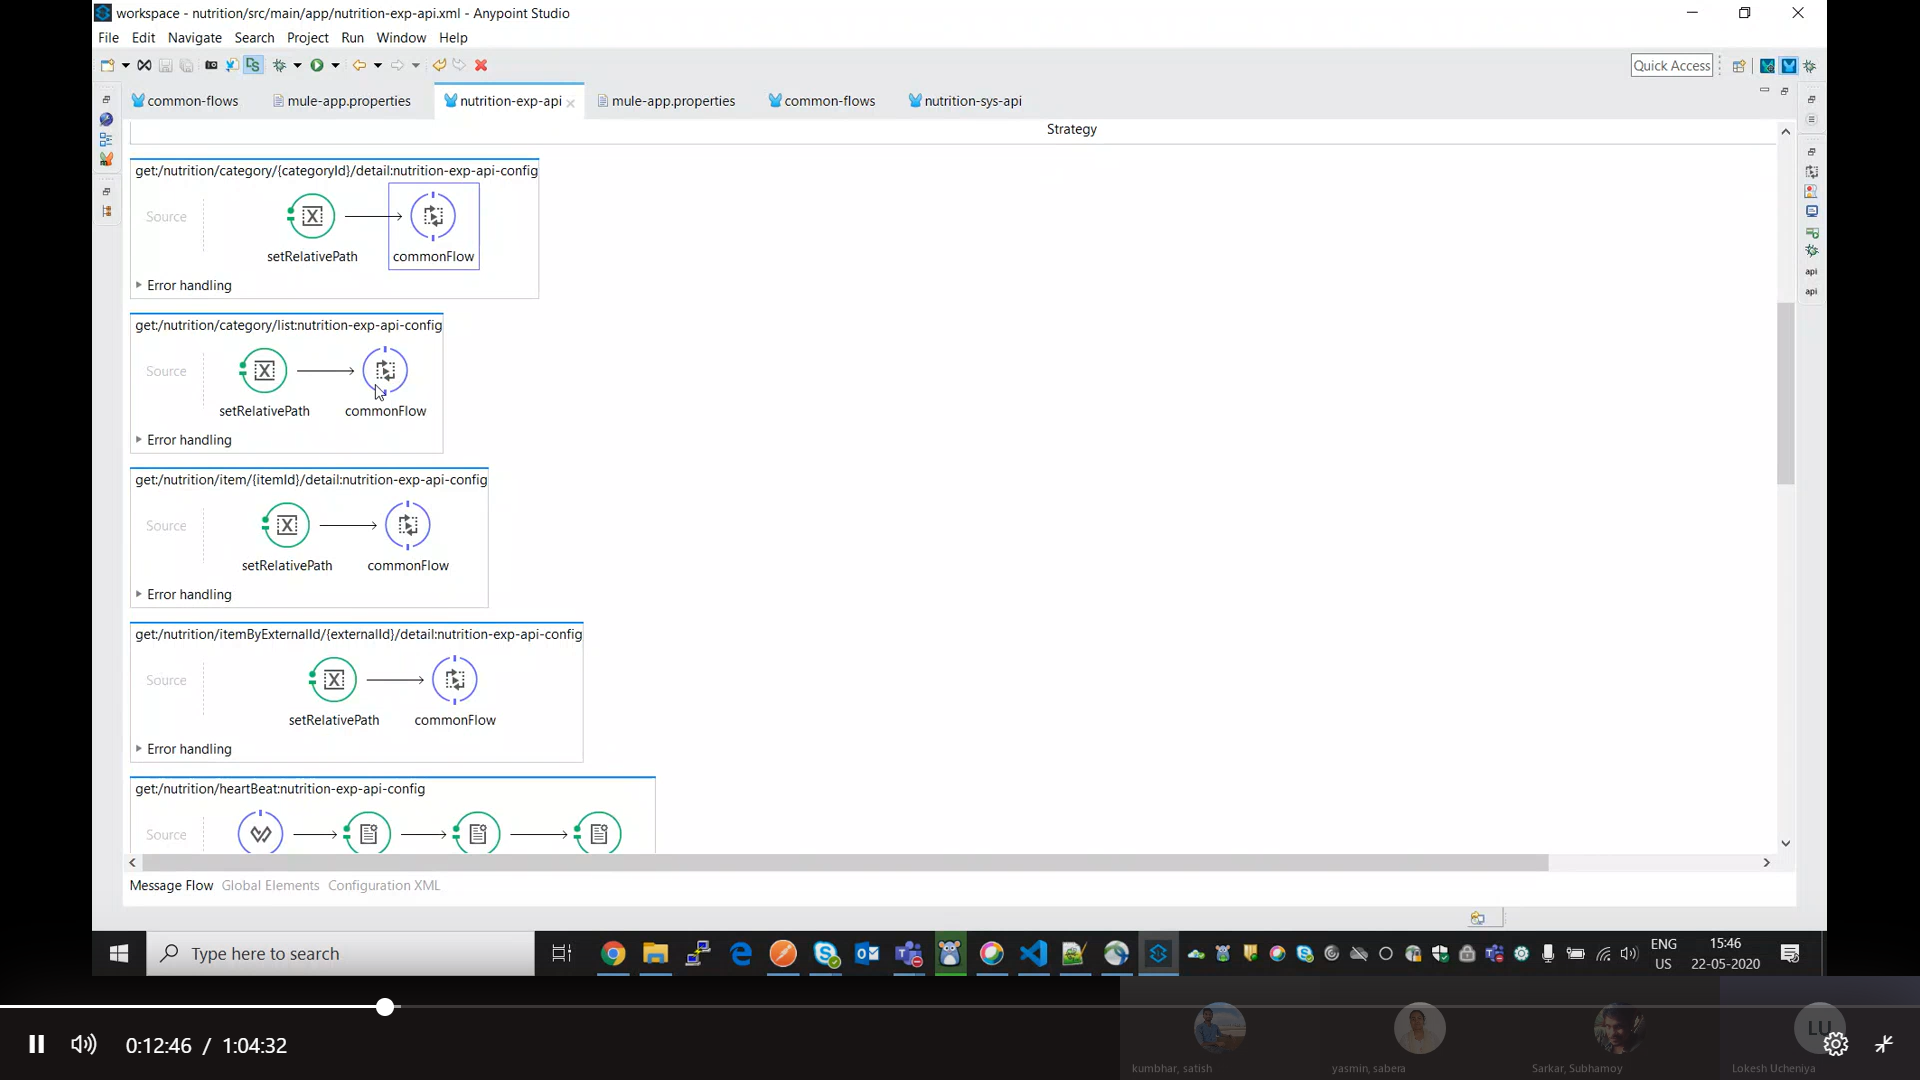 workspace - nutrition/src/main/app/nutrition-exp-api.xml - Anypoint Studio
File Edit Navigate Search Project Run Window Help
Quick Access
common-flows mule-app.properties nutrition-exp-api mule-app.properties common-flows nutrition-sys-api
Strategy
get:/nutrition/category/{categoryId}/detail:nutrition-exp-api-config
Source
setRelativePath commonFlow
Error handling
get:/nutrition/category/list:nutrition-exp-api-config
Source
setRelativePath commonFlow
Error handling
get:/nutrition/item/{itemId}/detail:nutrition-exp-api-config
Source
setRelativePath commonFlow
Error handling
get:/nutrition/itemByExternalId/{externalId}/detail:nutrition-exp-api-config
Source
setRelativePath commonFlow
Error handling
get:/nutrition/heartBeat:nutrition-exp-api-config
Source
api
api
Message Flow Global Elements Configuration XML
Type here to search
ENG
US
15:46
22-05-2020
0:12:46 / 1:04:32
LU
kumbhar, satish yasmin, sabera Sarkar, Subhamoy Lokesh Ucheniya